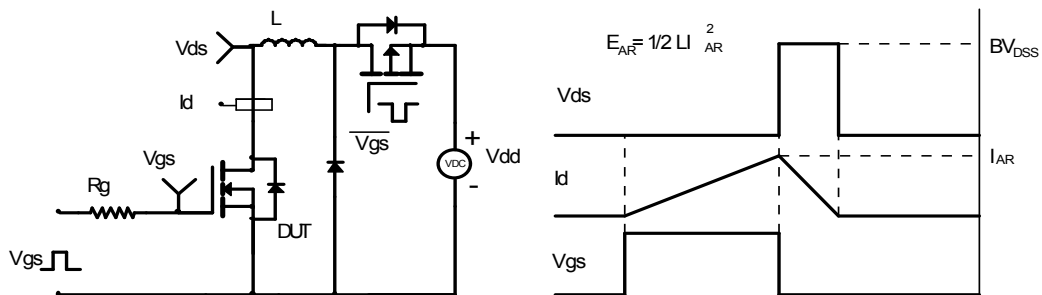 L
Vds
Id
Vgs
Rg
DUT
Vgs
Vgs
VDC
+
Vdd
-
E_AR = 1/2 LI²_AR
BV_DSS
Vds
I_AR
Id
Vgs